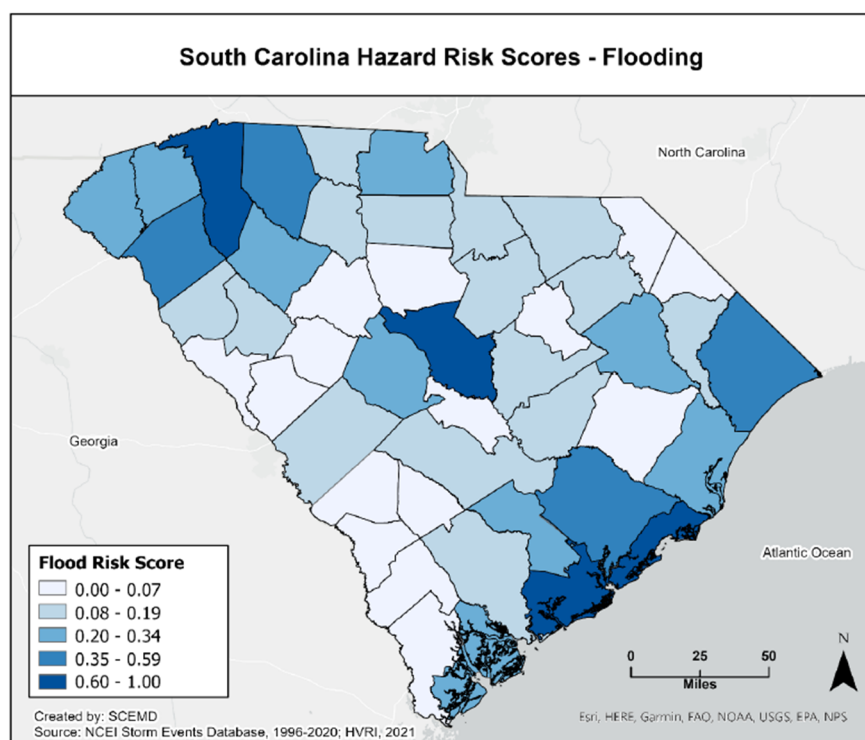 South Carolina Hazard Risk Scores - Flooding
North Carolina
Georgia
Atlantic Ocean
Flood Risk Score
0.00 - 0.07
0.08 - 0.19
0.20 - 0.34
0.35 - 0.59
0.60 - 1.00
N
0 25 50
Miles
Created by: SCEMD
Source: NCEI Storm Events Database, 1996-2020; HVRI, 2021
Esri, HERE, Garmin, FAO, NOAA, USGS, EPA, NPS